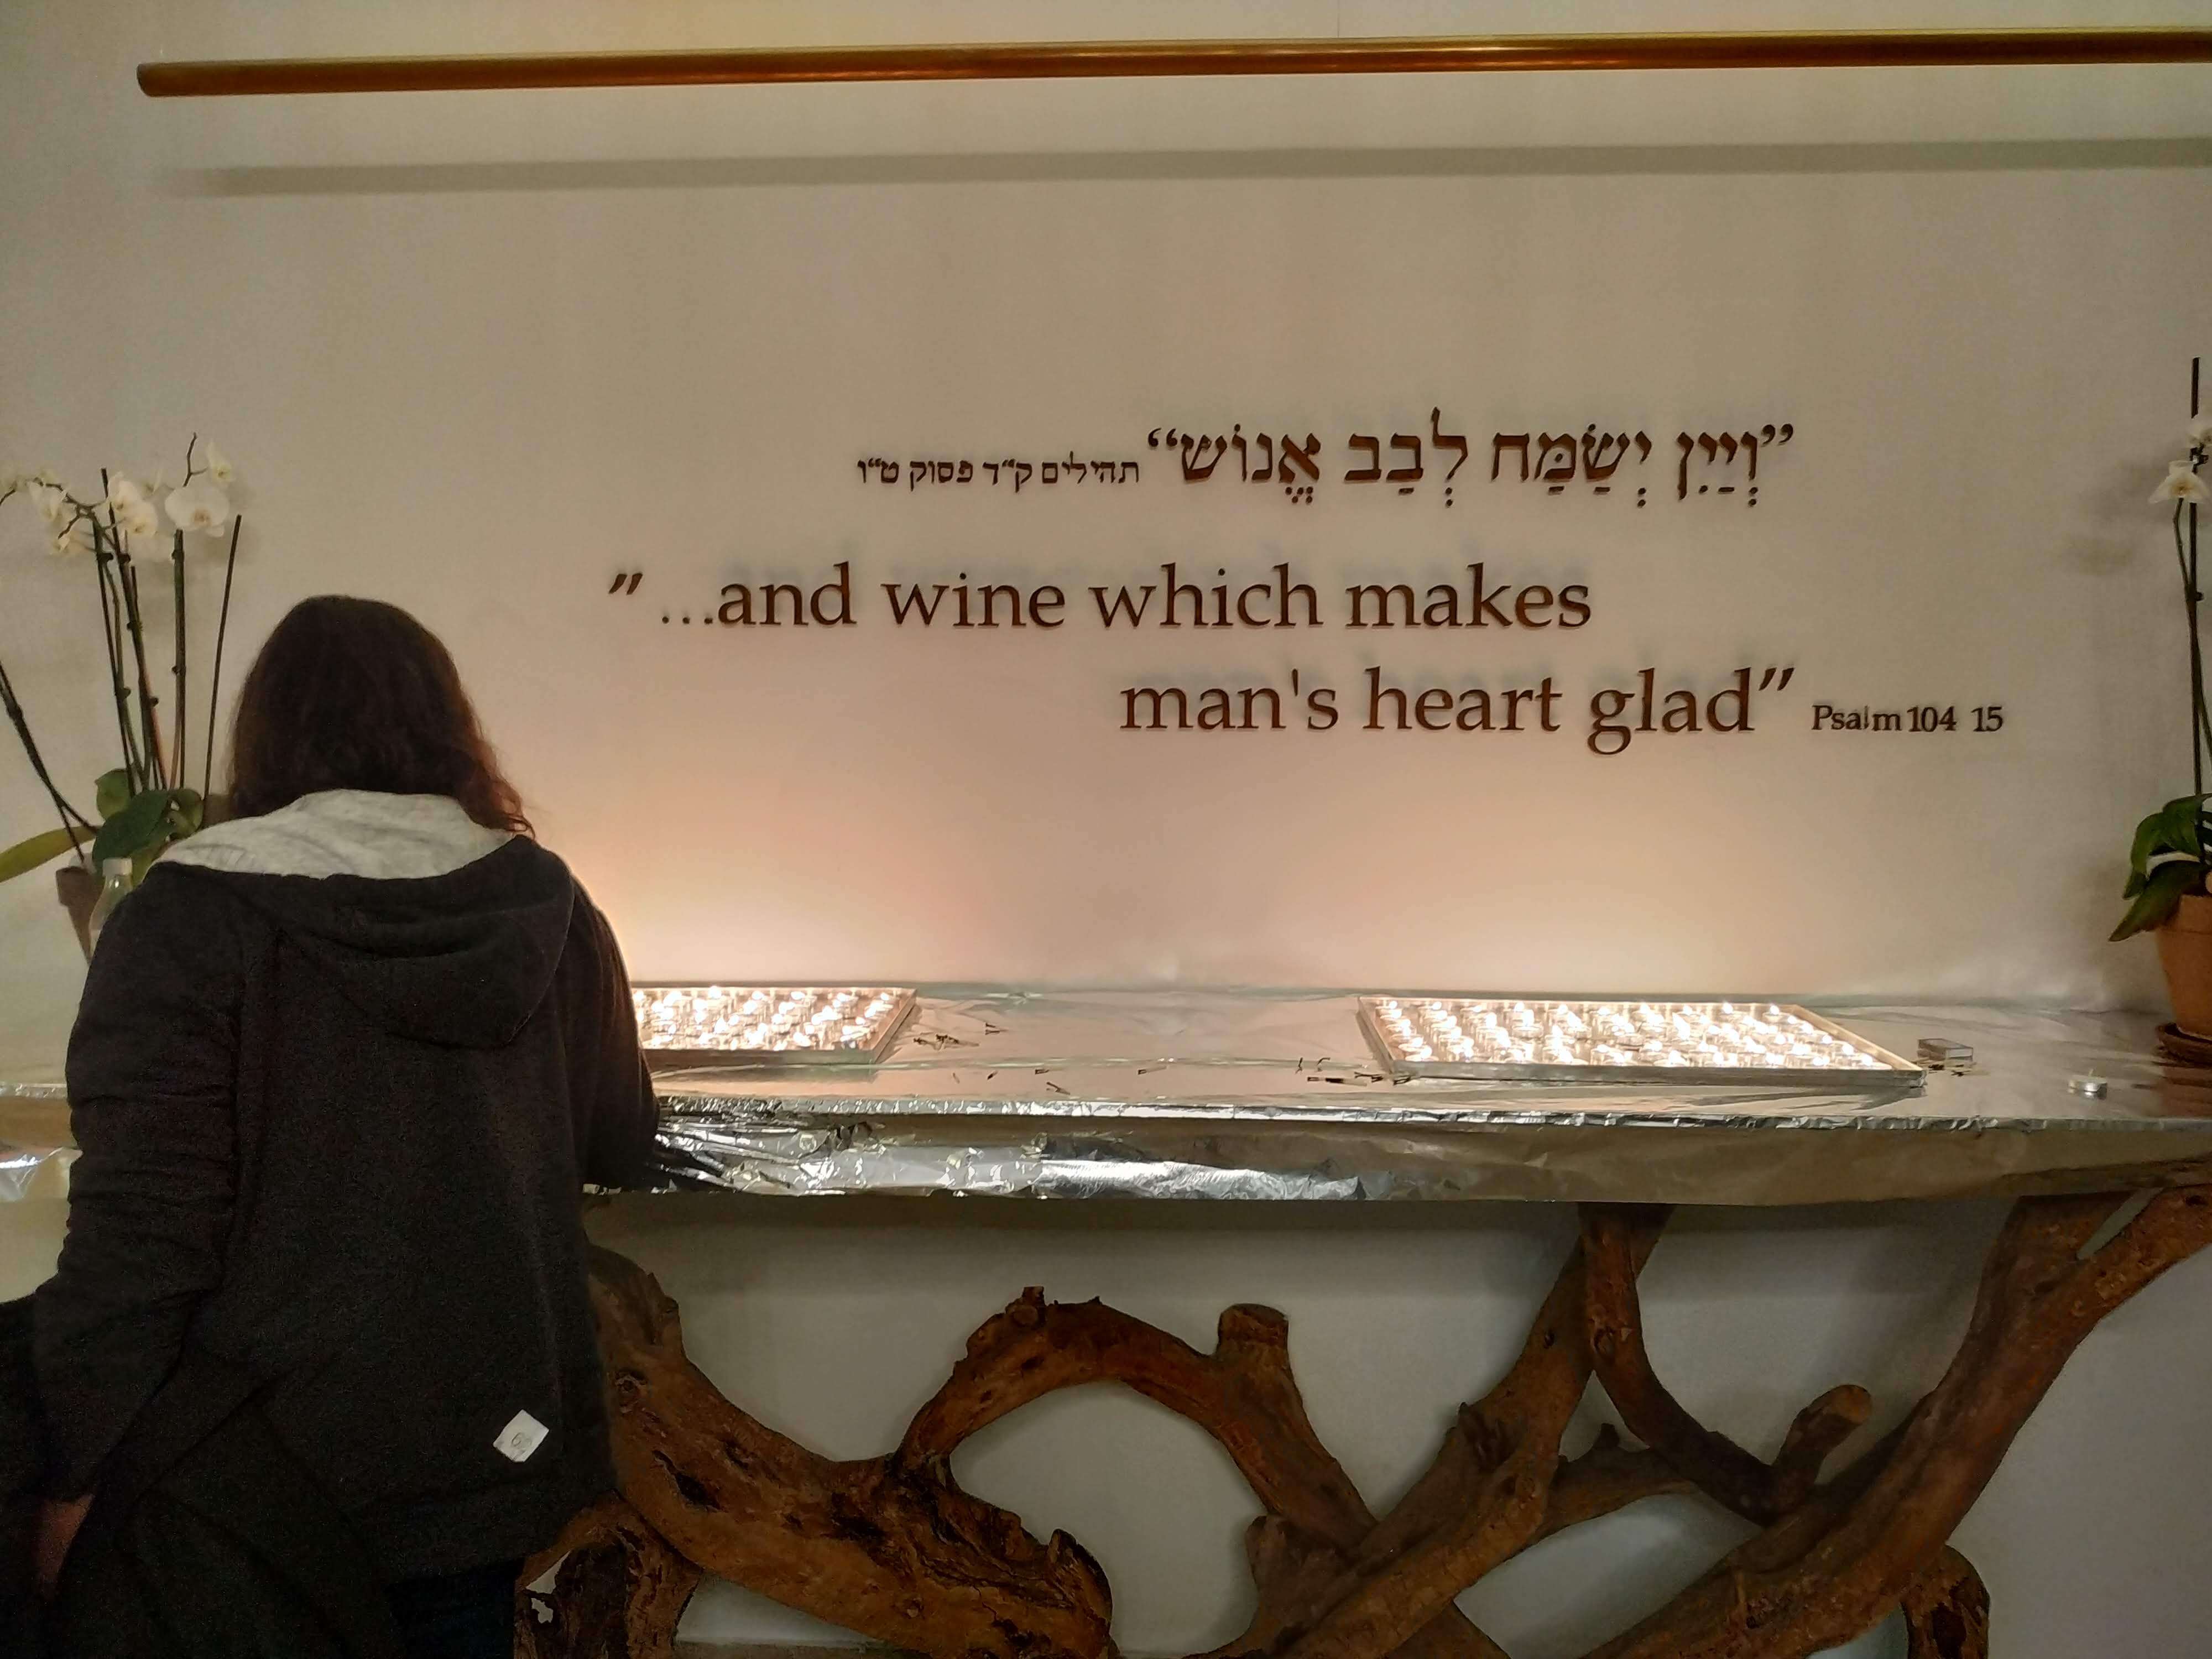 ”וְיַיִן יְשַׂמַּח לְבַב אֱנוֹשׁ“ תהילים ק“ד פסוק ט“ו
"...and wine which makes
man's heart glad" Psalm 104 15